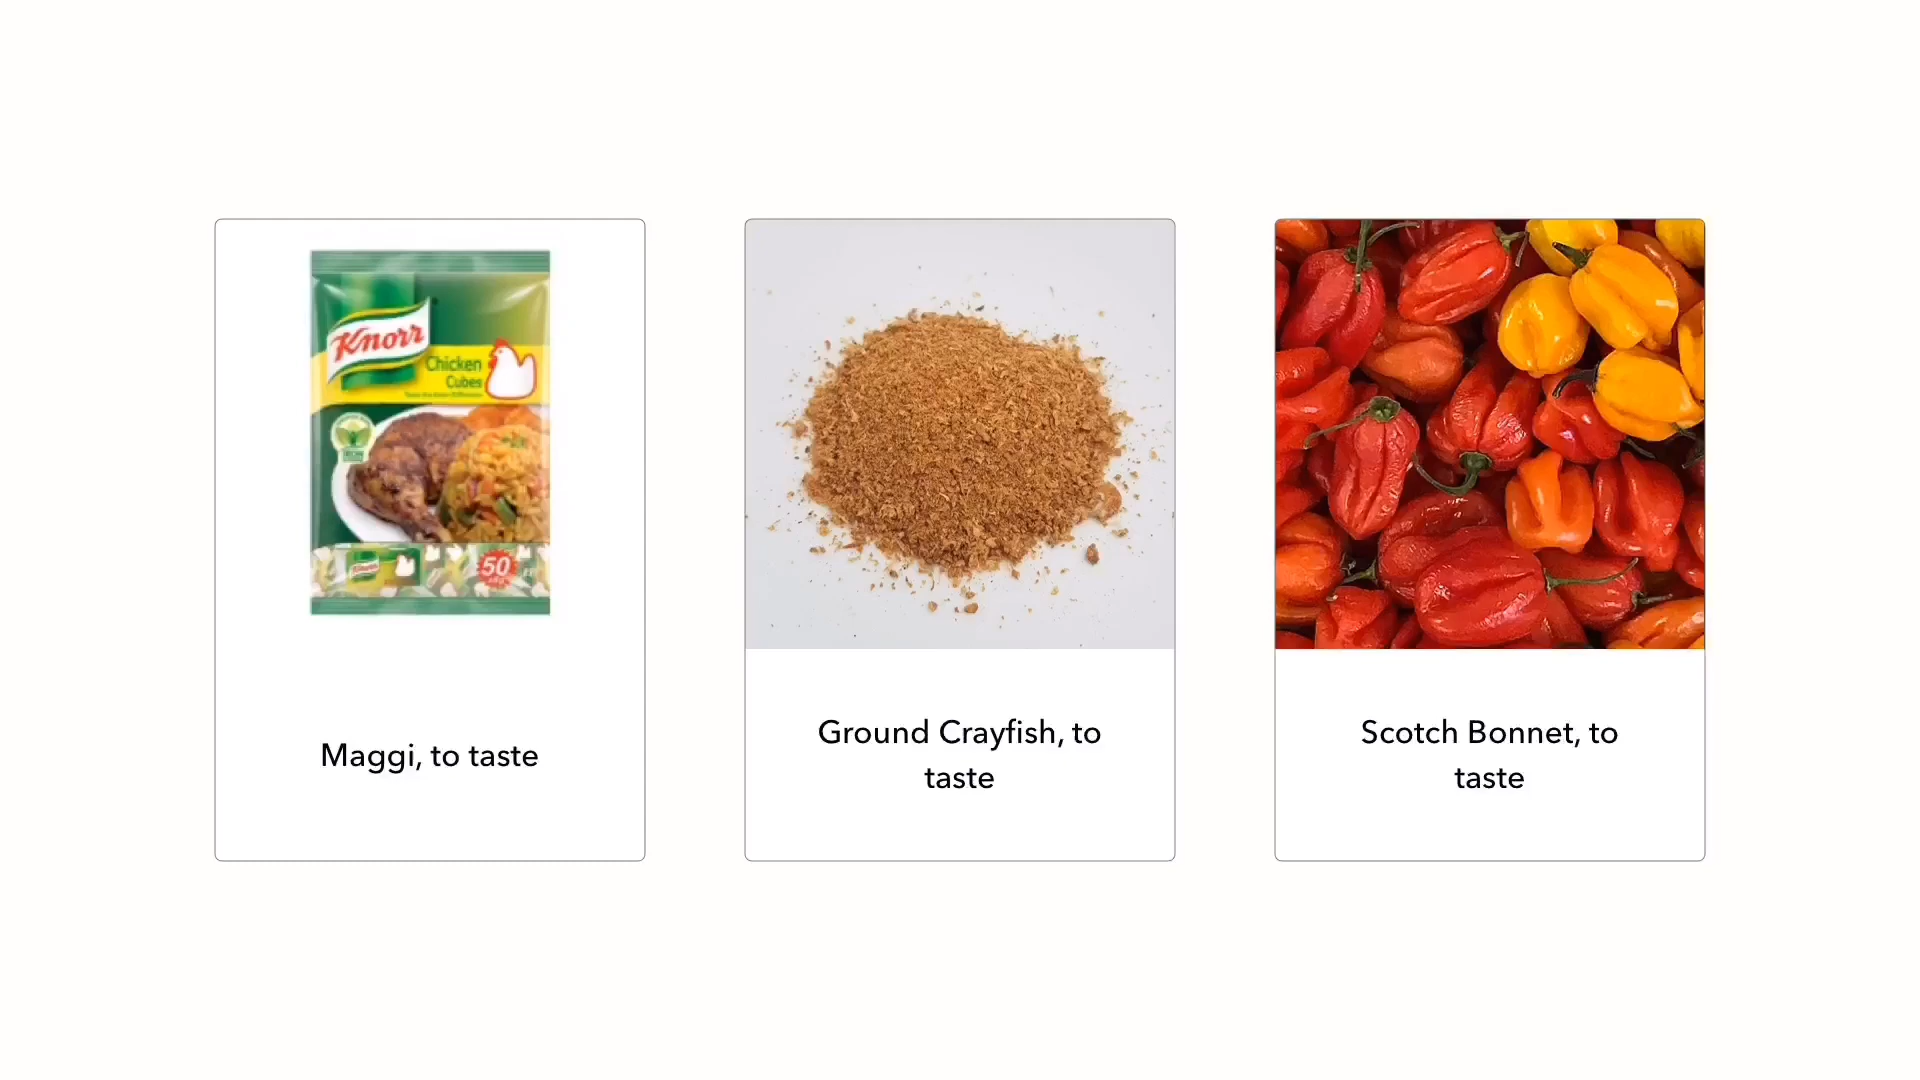 Knorr
Chicken
Cubes
50
Maggi, to taste
Ground Crayfish, to
taste
Scotch Bonnet, to
taste